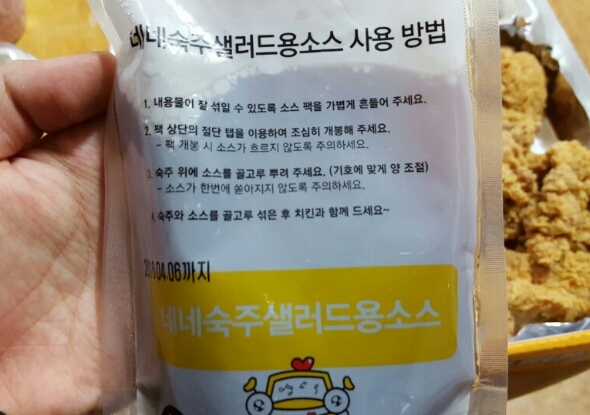 네네숙주샐러드용소스 사용 방법
1. 내용물이 잘 섞일 수 있도록 소스 팩을 가볍게 흔들어 주세요.
2. 팩 상단의 절단 탭을 이용하여 조심히 개봉해 주세요.
- 팩 개봉 시 소스가 흐르지 않도록 주의하세요.
3. 숙주 위에 소스를 골고루 뿌려 주세요. (기호에 맞게 양 조절)
- 소스가 한번에 쏟아지지 않도록 주의하세요.
4. 숙주와 소스를 골고루 섞은 후 치킨과 함께 드세요~
04.06까지
네네숙주샐러드용소스